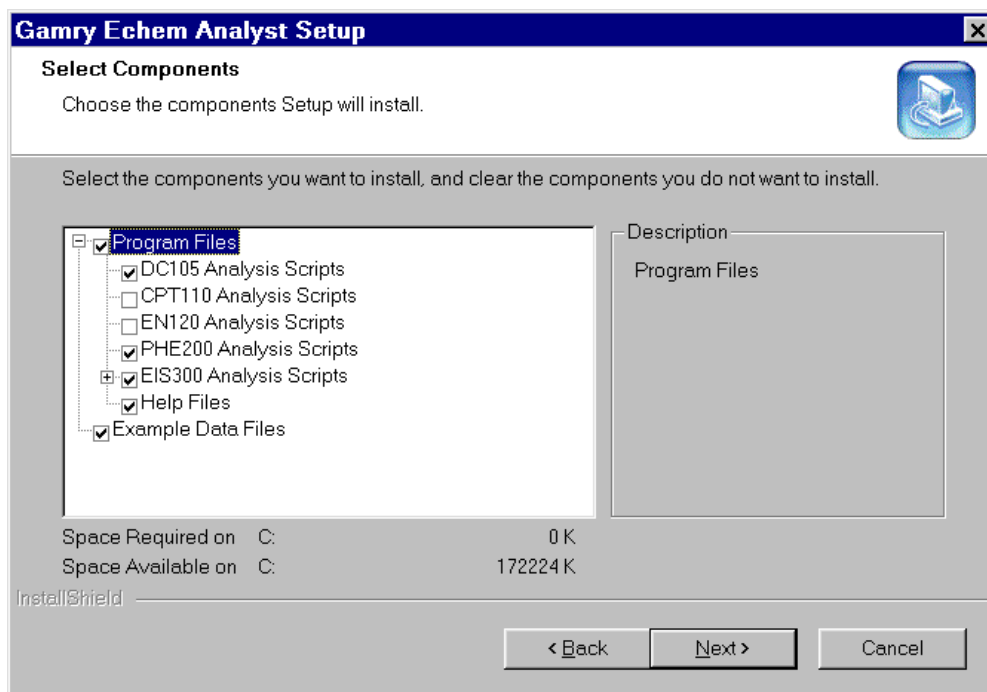 Gamry Echem Analyst Setup
Select Components
Choose the components Setup will install.
Select the components you want to install, and clear the components you do not want to install.
Program Files
DC105 Analysis Scripts
CPT110 Analysis Scripts
EN120 Analysis Scripts
PHE200 Analysis Scripts
EIS300 Analysis Scripts
Help Files
Example Data Files
Description
Program Files
Space Required on C: 0 K
Space Available on C: 172224 K
InstallShield
< Back Next > Cancel